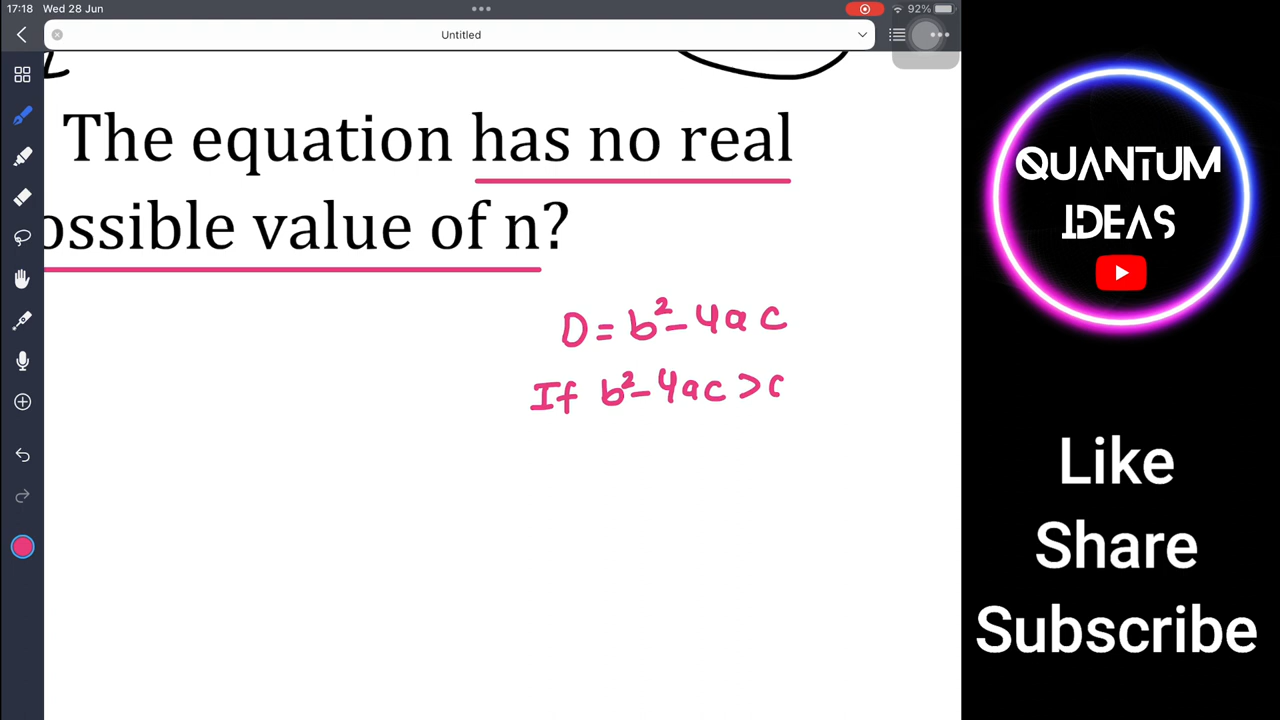 17:18 Wed 28 Jun
92%
Untitled
The equation has no real
ossible value of n?
D = b²- 4ac
If b²- 4ac >
QUANTUM
IDEAS
Like
Share
Subscribe